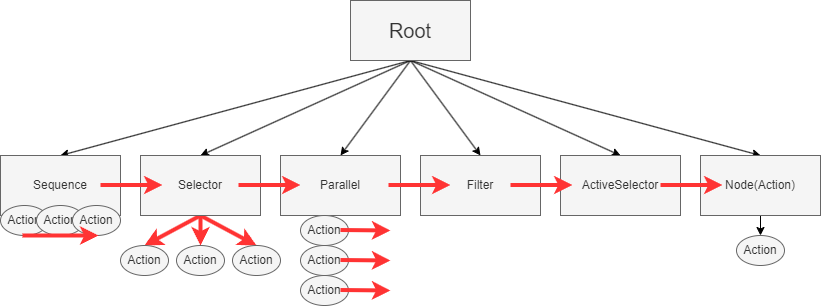 Root
Sequence
Selector
Parallel
Filter
ActiveSelector
Node(Action)
Action
Action
Action
Action
Action
Action
Action
Action
Action
Action